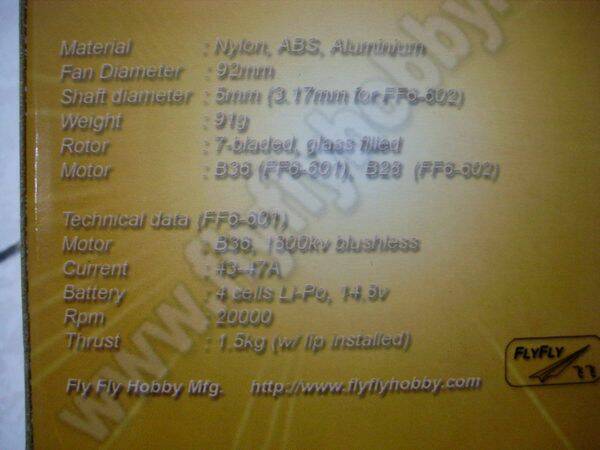 Material : Nylon, ABS, Aluminium
Fan Diameter : 92mm
Shaft diameter : 5mm (3.17mm for FF6-602)
Weight : 91g
Rotor : 7-bladed, glass filled
Motor : B36 (FF6-601), B28 (FF6-602)
Technical data (FF6-601)
Motor : B36, 1800kv blushless
Current : 43-47A
Battery : 4 cells Li-Po, 14.8v
Rpm : 20000
Thrust : 1.5kg (w/ lip installed)
Fly Fly Hobby Mfg. http://www.flyflyhobby.com
FLYFLY
www.flyflyhobby.